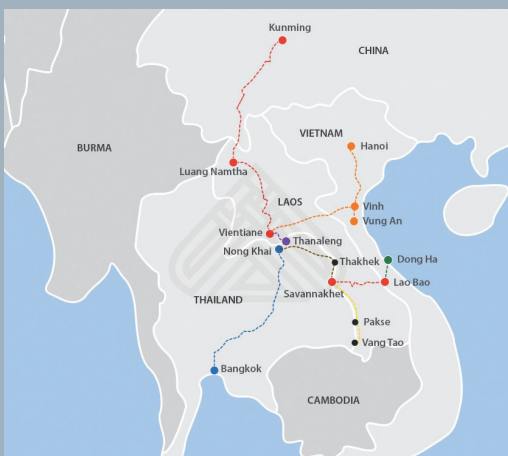 Kunming
CHINA
VIETNAM
Hanoi
BURMA
Luang Namtha
LAOS
Vinh
Vung An
Vientiane
Thanaleng
Nong Khai
Thakhek
Dong Ha
Savannakhet
Lao Bao
THAILAND
Pakse
Vang Tao
Bangkok
CAMBODIA